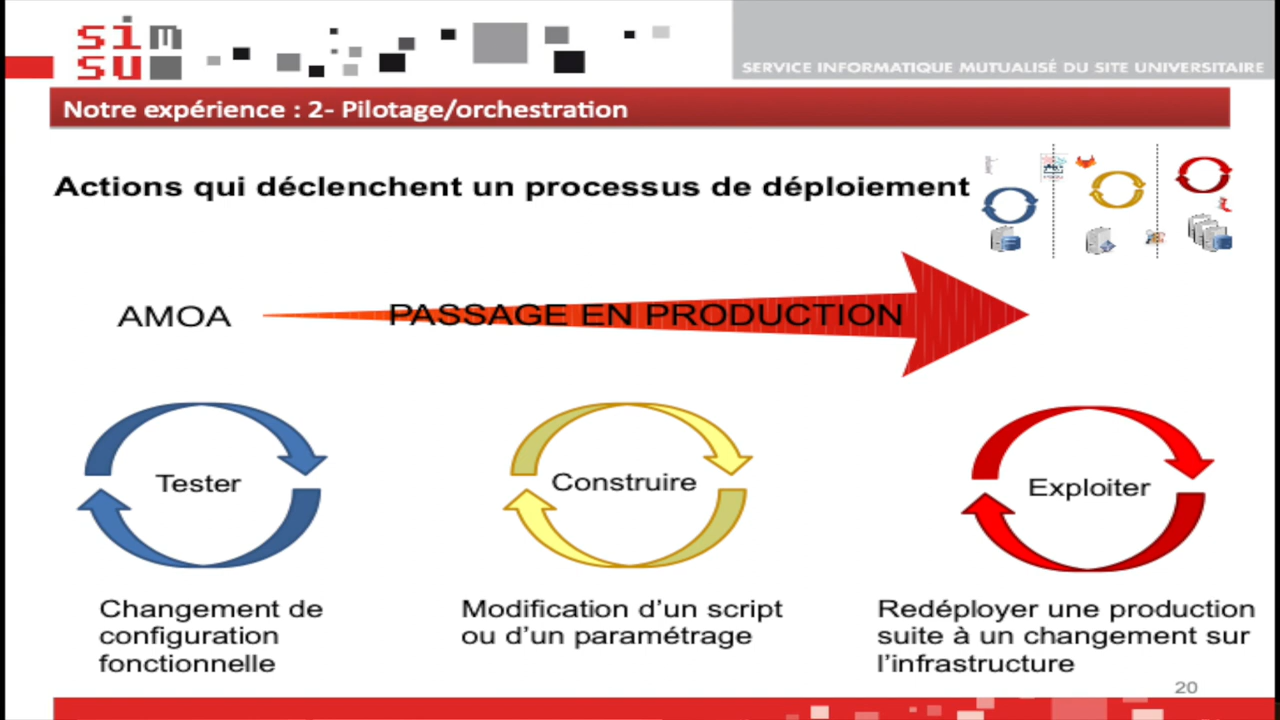 sim
su
SERVICE INFORMATIQUE MUTUALISÉ DU SITE UNIVERSITAIRE
Notre expérience : 2- Pilotage/orchestration
Actions qui déclenchent un processus de déploiement
AMOA
PASSAGE EN PRODUCTION
Tester
Construire
Exploiter
Changement de
configuration
fonctionnelle
Modification d’un script
ou d’un paramétrage
Redéployer une production
suite à un changement sur
l’infrastructure
20